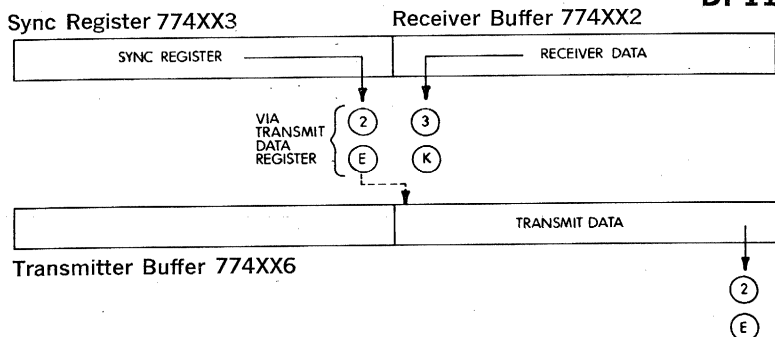 Sync Register 774XX3
Receiver Buffer 774XX2
SYNC REGISTER
RECEIVER DATA
VIA
TRANSMIT
DATA
REGISTER
2
3
E
K
TRANSMIT DATA
Transmitter Buffer 774XX6
2
E